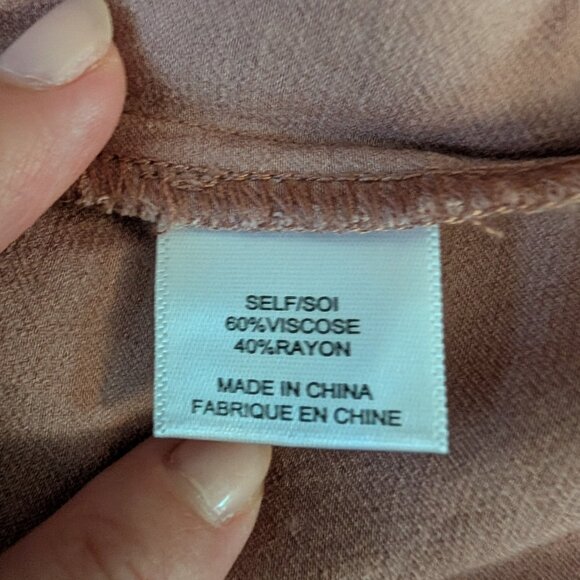 SELF/SOI
60%VISCOSE
40%RAYON
MADE IN CHINA
FABRIQUE EN CHINE